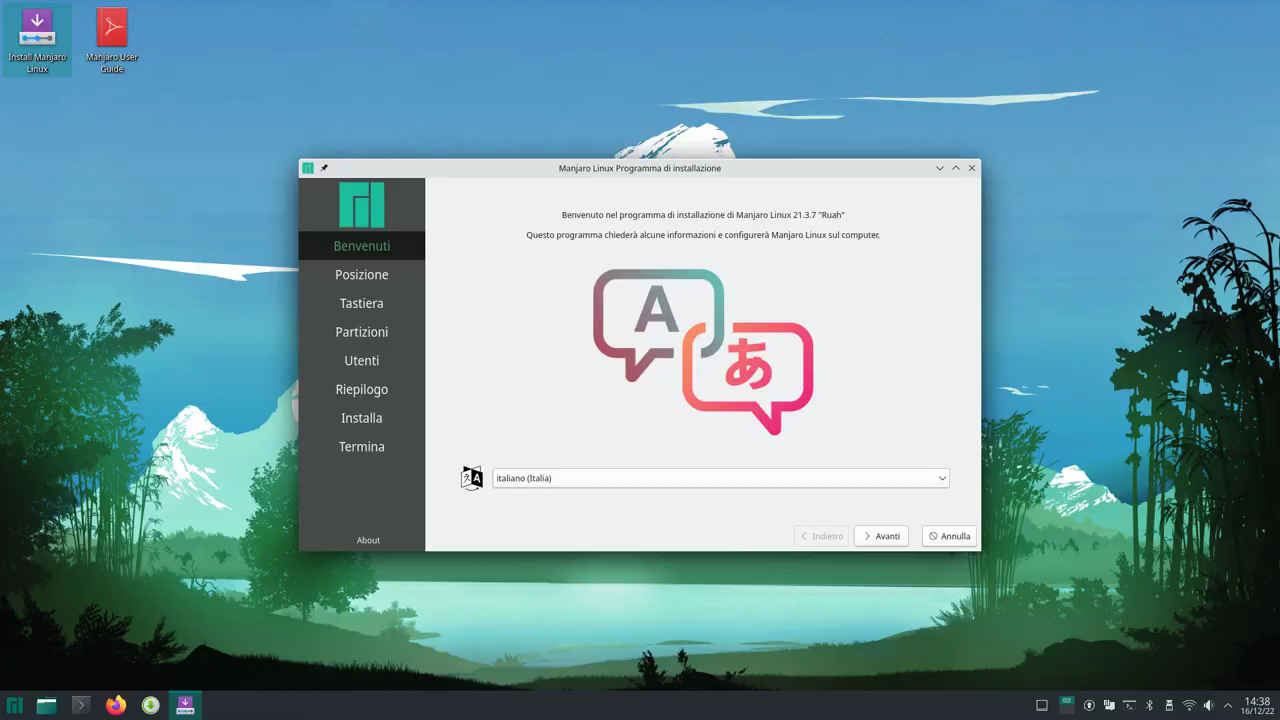 Install Manjaro
Linux
Manjaro User
Guide
Manjaro Linux Programma di installazione
Benvenuti
Posizione
Tastiera
Partizioni
Utenti
Riepilogo
Installa
Termina
About
Benvenuto nel programma di installazione di Manjaro Linux 21.3.7 "Ruah"
Questo programma chiederà alcune informazioni e configurerà Manjaro Linux sul computer.
A
あ
italiano (Italia)
Indietro
Avanti
Annulla
14:38
16/12/22